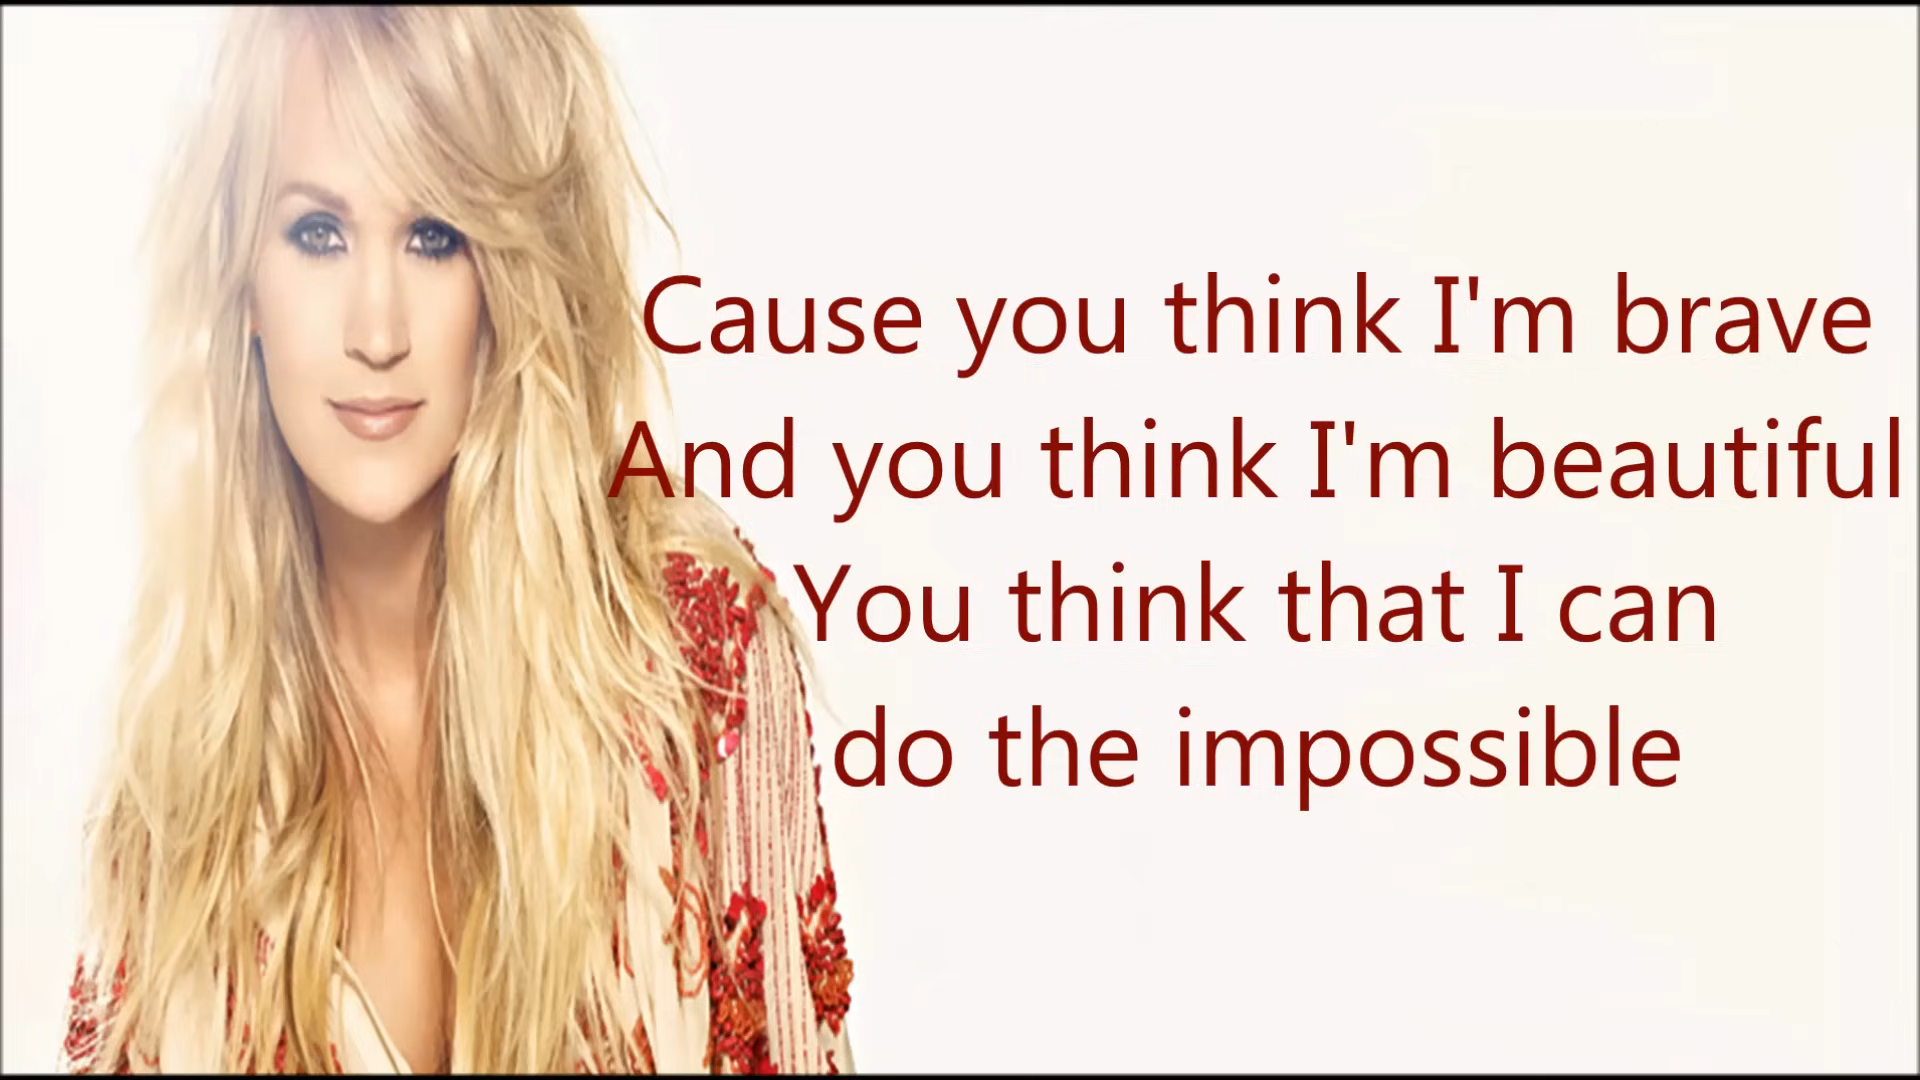 Cause you think I'm brave
And you think I'm beautiful
You think that I can
do the impossible